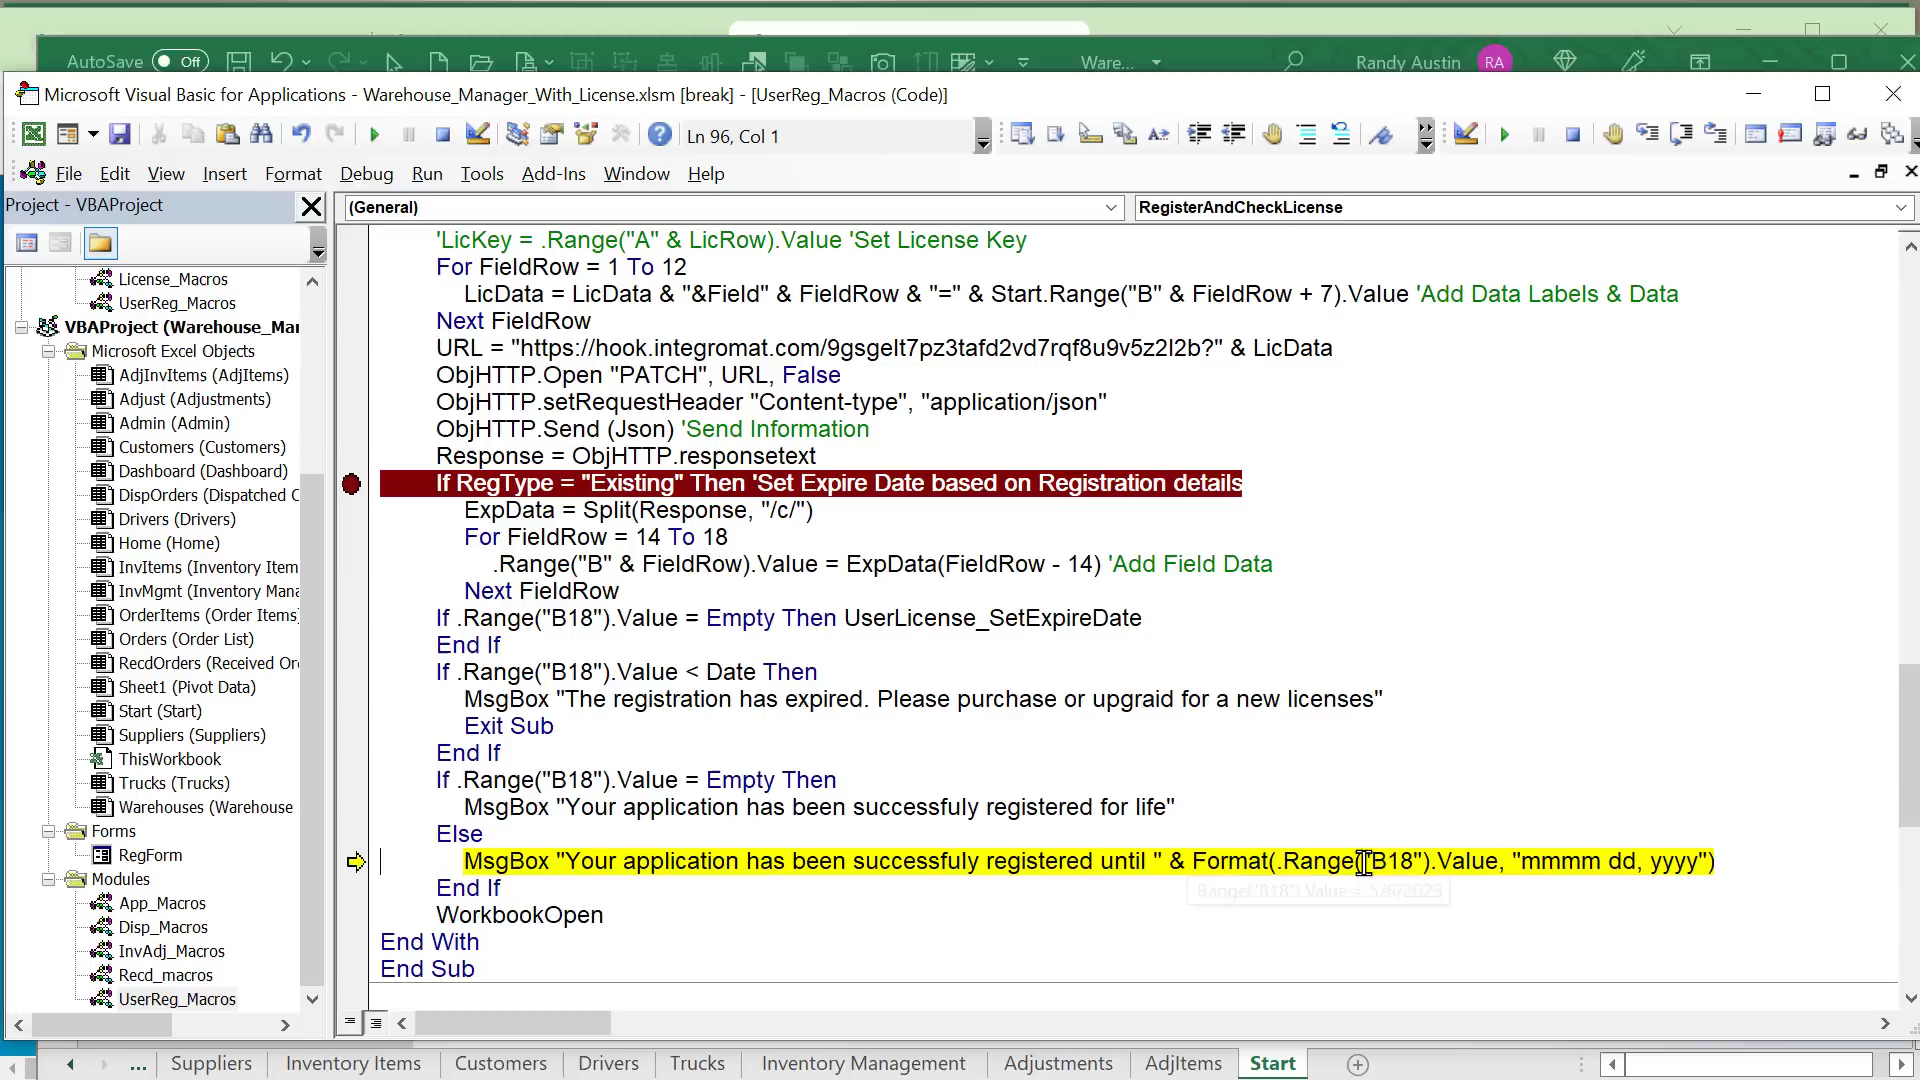 AutoSave Off Ware... Randy Austin RA
Microsoft Visual Basic for Applications - Warehouse_Manager_With_License.xlsm [break] - [UserReg_Macros (Code)]
Ln 96, Col 1
File Edit View Insert Format Debug Run Tools Add-Ins Window Help
Project - VBAProject
(General)
RegisterAndCheckLicense
License_Macros
UserReg_Macros
VBAProject (Warehouse_Mar
Microsoft Excel Objects
AdjInvItems (AdjItems)
Adjust (Adjustments)
Admin (Admin)
Customers (Customers)
Dashboard (Dashboard)
DispOrders (Dispatched C
Drivers (Drivers)
Home (Home)
InvItems (Inventory Item
InvMgmt (Inventory Mana
OrderItems (Order Items)
Orders (Order List)
RecdOrders (Received Or
Sheet1 (Pivot Data)
Start (Start)
Suppliers (Suppliers)
ThisWorkbook
Trucks (Trucks)
Warehouses (Warehouse
Forms
RegForm
Modules
App_Macros
Disp_Macros
InvAdj_Macros
Recd_macros
UserReg_Macros
'LicKey = .Range("A" & LicRow).Value 'Set License Key
For FieldRow = 1 To 12
LicData = LicData & "&Field" & FieldRow & "=" & Start.Range("B" & FieldRow + 7).Value 'Add Data Labels & Data
Next FieldRow
URL = "https://hook.integromat.com/9gsgelt7pz3tafd2vd7rqf8u9v5z2l2b?" & LicData
ObjHTTP.Open "PATCH", URL, False
ObjHTTP.setRequestHeader "Content-type", "application/json"
ObjHTTP.Send (Json) 'Send Information
Response = ObjHTTP.responsetext
If RegType = "Existing" Then 'Set Expire Date based on Registration details
ExpData = Split(Response, "/c/")
For FieldRow = 14 To 18
.Range("B" & FieldRow).Value = ExpData(FieldRow - 14) 'Add Field Data
Next FieldRow
If .Range("B18").Value = Empty Then UserLicense_SetExpireDate
End If
If .Range("B18").Value < Date Then
MsgBox "The registration has expired. Please purchase or upgraid for a new licenses"
Exit Sub
End If
If .Range("B18").Value = Empty Then
MsgBox "Your application has been successfuly registered for life"
Else
MsgBox "Your application has been successfuly registered until " & Format(.Range("B18").Value, "mmmm dd, yyyy")
Range("B18").Value = 5/6/2023
End If
WorkbookOpen
End With
End Sub
... Suppliers Inventory Items Customers Drivers Trucks Inventory Management Adjustments AdjItems Start